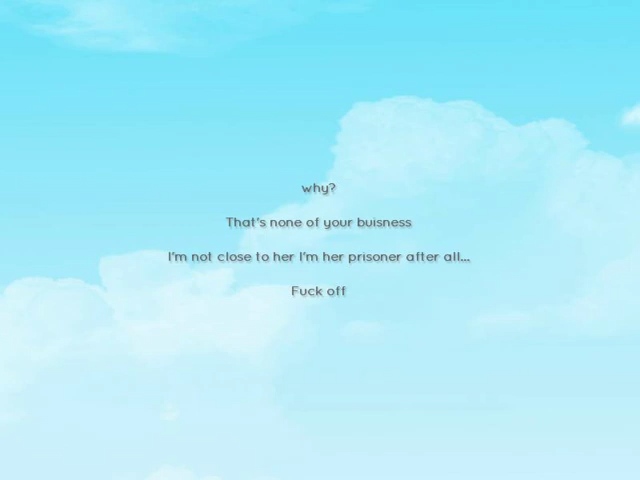 why?
That's none of your buisness
I'm not close to her I'm her prisoner after all...
Fuck off